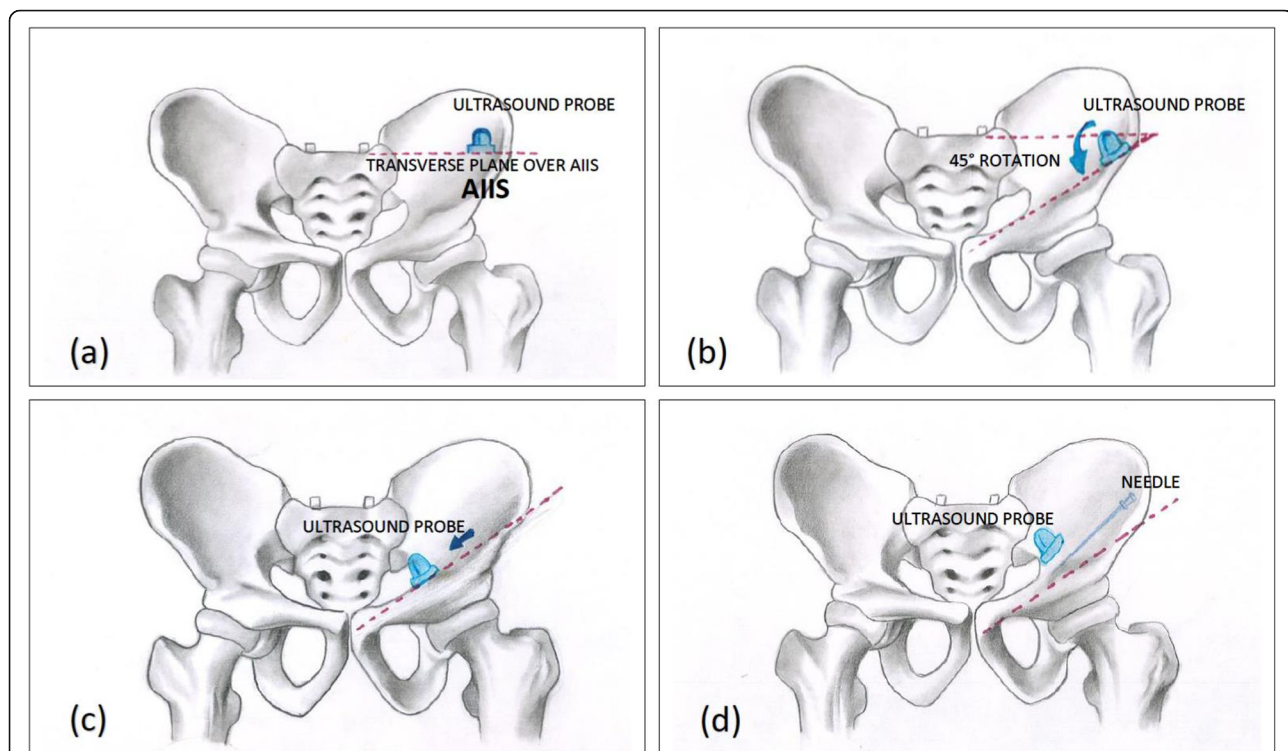 ULTRASOUND PROBE
TRANSVERSE PLANE OVER AIIS
AIIS
(a)
ULTRASOUND PROBE
45° ROTATION
(b)
ULTRASOUND PROBE
(c)
NEEDLE
ULTRASOUND PROBE
(d)